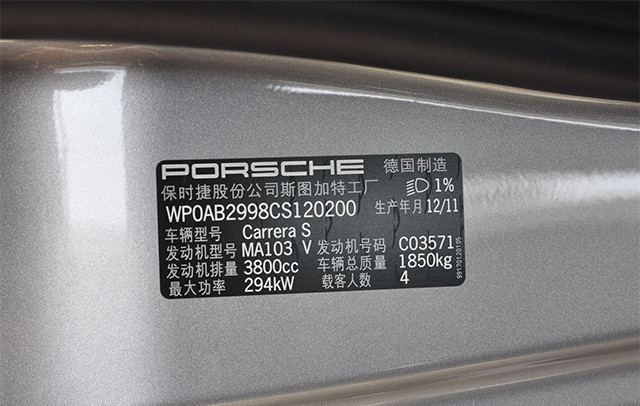 PORSCHE 德国制造
保时捷股份公司斯图加特工厂 1%
WP0AB2998CS120200 生产年月 12/11
车辆型号 Carrera S
发动机型号 MA103 V 发动机号码 C03571
发动机排量 3800cc 车辆总质量 1850kg
最大功率 294kW 载客人数 4
99170120105